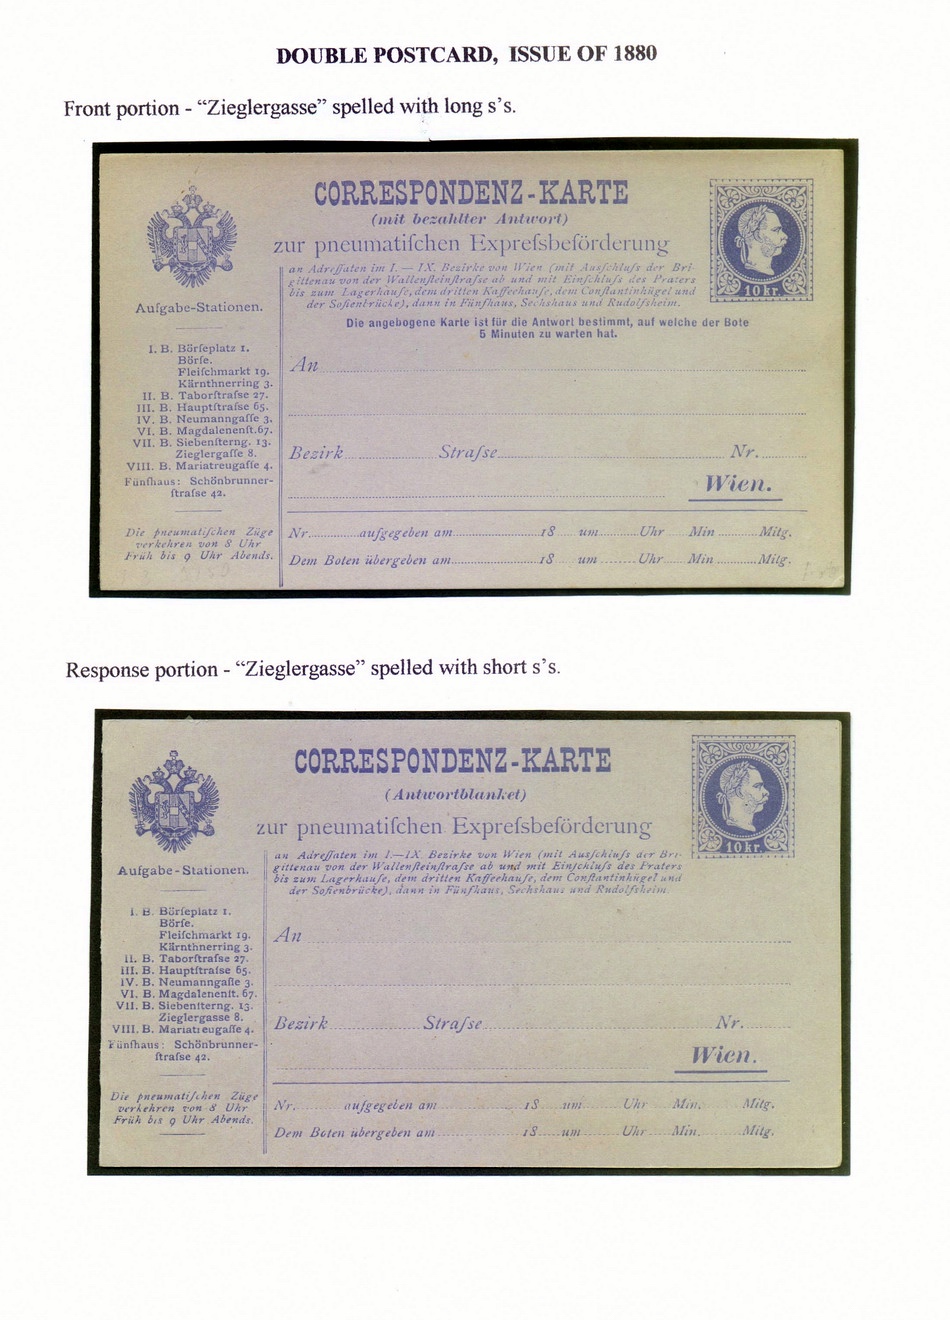 DOUBLE POSTCARD, ISSUE OF 1880
Front portion - “Zieglergasse” spelled with long s’s.
CORRESPONDENZ-KARTE
(mit bezahlter Antwort)
zur pneumatiſchen Expreſsbeförderung
an Adreſſaten im I.— IX. Bezirke von Wien (mit Ausſchluſs der Bri-
gittenau von der Wallenſteinſtraſse ab und mit Einſchluſs des Praters
bis zum Lagerhauſe, dem dritten Kaffeehauſe, dem Conſtantinhügel und
der Sofienbrücke), dann in Fünfhaus, Sechshaus und Rudolfsheim.
Die angebogene Karte ist für die Antwort bestimmt, auf welche der Bote
5 Minuten zu warten hat.
10 kr.
Aufgabe-Stationen.
I. B. Börſeplatz 1.
Börſe.
Fleiſchmarkt 19.
Kärnthnerring 3.
II. B. Taborſtraſse 27.
III. B. Hauptſtraſse 65.
IV. B. Neumanngaſſe 3.
VI. B. Magdalenenſt. 67.
VII. B. Siebenſterng. 13.
Zieglergaſſe 8.
VIII. B. Mariatreugaſſe 4.
Fünfhaus: Schönbrunner-
ſtraſse 42.
Die pneumatiſchen Züge
verkehren von 8 Uhr
Früh bis 9 Uhr Abends.
An
Bezirk Straſse Nr.
Wien.
Nr. aufgegeben am 18 um Uhr Min Mitg.
Dem Boten übergeben am 18 um Uhr Min Mitg.
Response portion - “Zieglergasse” spelled with short s’s.
CORRESPONDENZ-KARTE
(Antwortblanket)
zur pneumatiſchen Expreſsbeförderung
an Adreſſaten im I.—IX. Bezirke von Wien (mit Ausſchluſs der Bri-
gittenau von der Wallenſteinſtraſse ab und mit Einſchluſs des Praters
bis zum Lagerhauſe, dem dritten Kaffeehauſe, dem Conſtantinhügel und
der Sofienbrücke), dann in Fünfhaus, Sechshaus und Rudolfsheim.
10 kr.
Aufgabe-Stationen.
I. B. Börſeplatz 1.
Börſe.
Fleiſchmarkt 19.
Kärnthnerring 3.
II. B. Taborſtraſse 27.
III. B. Hauptſtraſse 65.
IV. B. Neumanngaſſe 3.
VI. B. Magdalenenſt. 67.
VII. B. Siebenſterng. 13.
Zieglergasse 8.
VIII. B. Mariatreugaſſe 4.
Fünfhaus: Schönbrunner-
ſtraſse 42.
Die pneumatiſchen Züge
verkehren von 8 Uhr
Früh bis 9 Uhr Abends.
An
Bezirk Straſse Nr.
Wien.
Nr. aufgegeben am 18 um Uhr Min. Mitg.
Dem Boten übergeben am 18 um Uhr Min. Mitg.